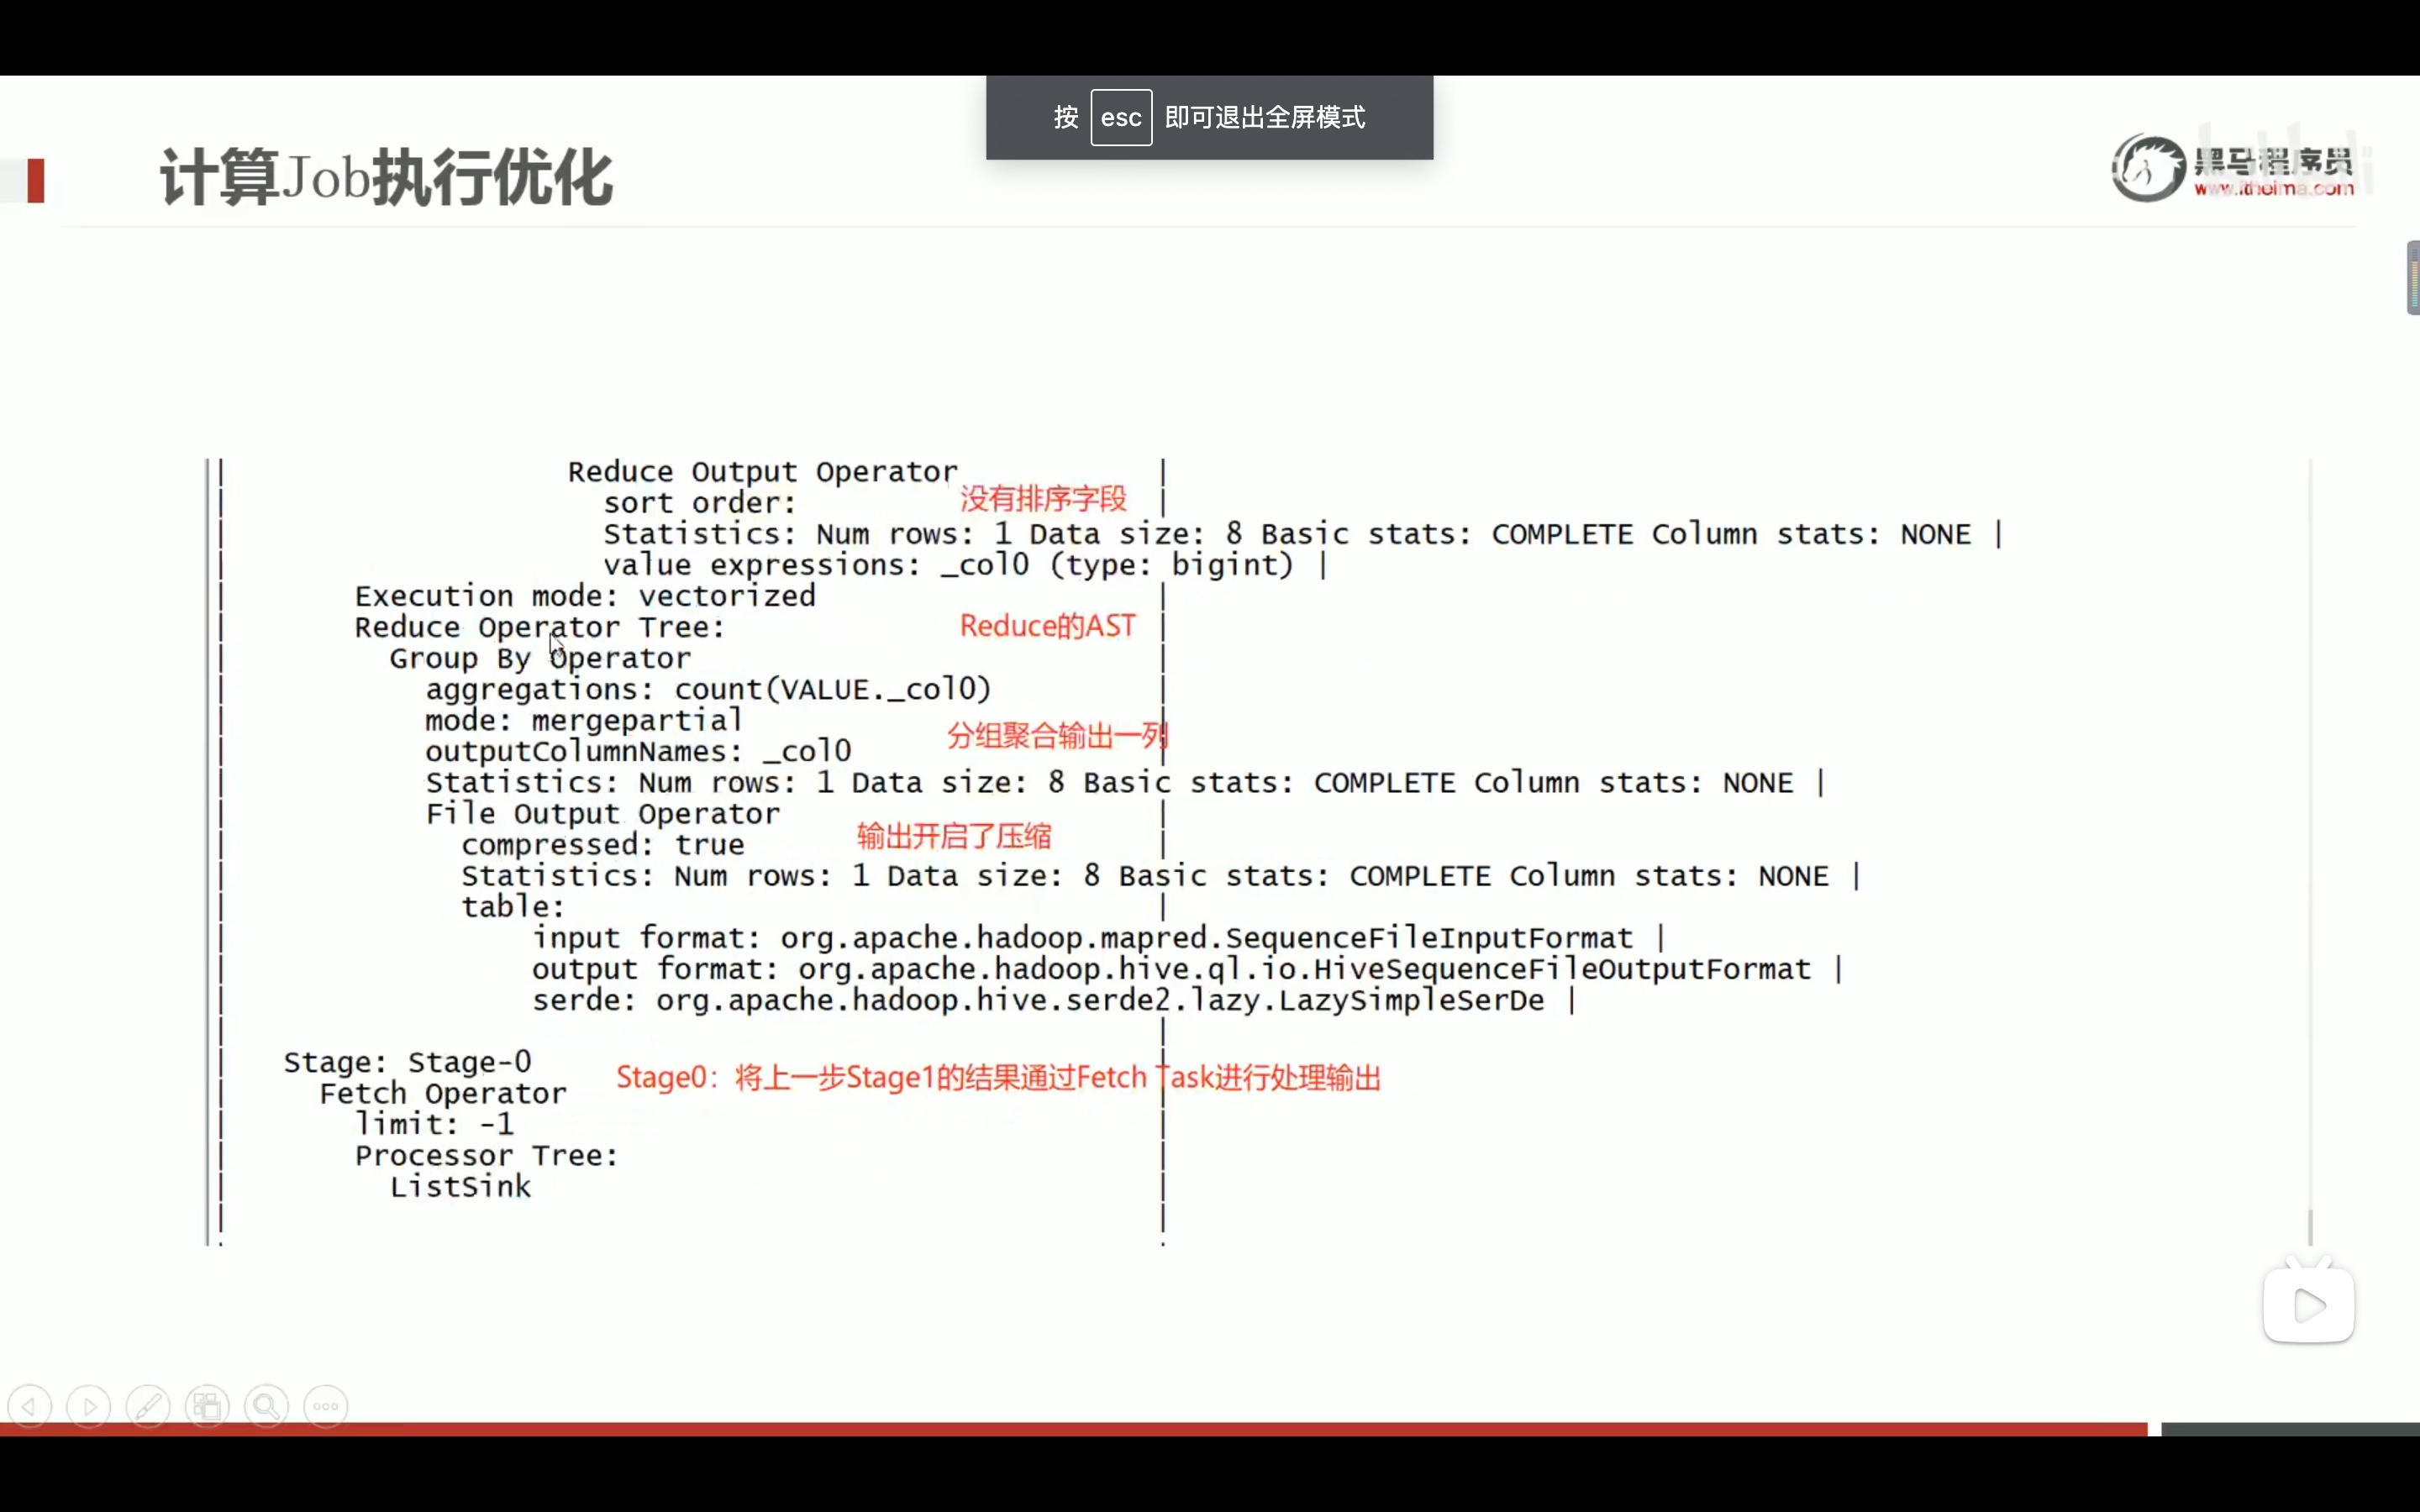 按 esc 即可退出全屏模式
计算Job执行优化
黑马程序员
www.itheima.com
Reduce Output Operator
sort order: 没有排序字段
Statistics: Num rows: 1 Data size: 8 Basic stats: COMPLETE Column stats: NONE |
value expressions: _col0 (type: bigint) |
Execution mode: vectorized
Reduce Operator Tree: Reduce的AST
Group By Operator
aggregations: count(VALUE._col0)
mode: mergepartial
分组聚合输出一列
outputColumnNames: _col0
Statistics: Num rows: 1 Data size: 8 Basic stats: COMPLETE Column stats: NONE |
File Output Operator
compressed: true 输出开启了压缩
Statistics: Num rows: 1 Data size: 8 Basic stats: COMPLETE Column stats: NONE |
table:
input format: org.apache.hadoop.mapred.SequenceFileInputFormat |
output format: org.apache.hadoop.hive.ql.io.HiveSequenceFileOutputFormat |
serde: org.apache.hadoop.hive.serde2.lazy.LazySimpleSerDe |
Stage: Stage-0
Stage0：将上一步Stage1的结果通过Fetch Task进行处理输出
Fetch Operator
limit: -1
Processor Tree:
ListSink